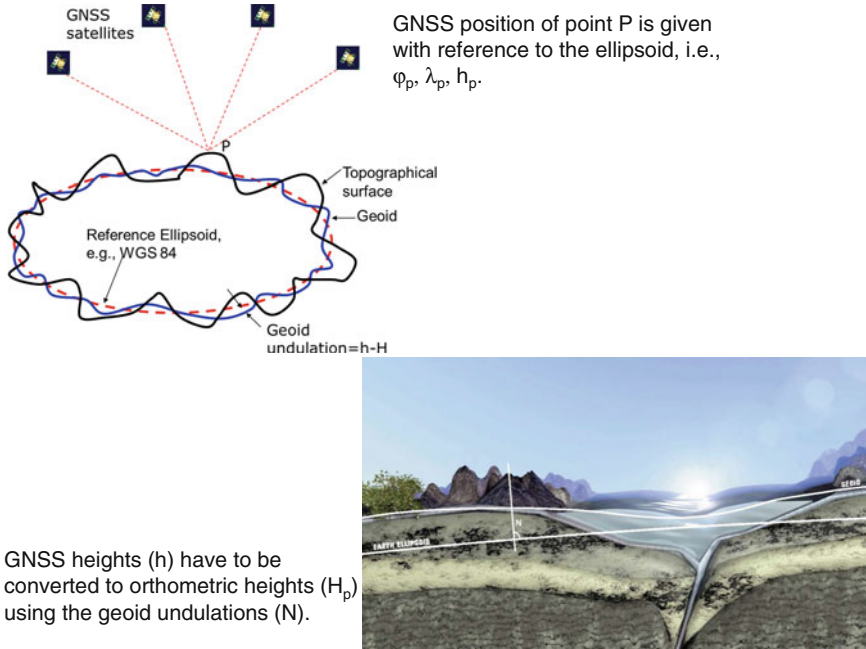 GNSS
satellites
GNSS position of point P is given
with reference to the ellipsoid, i.e.,
φp, λp, hp.
P
Topographical
surface
Geoid
Reference Ellipsoid,
e.g., WGS 84
Geoid
undulation=h-H
GEOID
N
EARTH ELLIPSOID
GNSS heights (h) have to be
converted to orthometric heights (Hp)
using the geoid undulations (N).